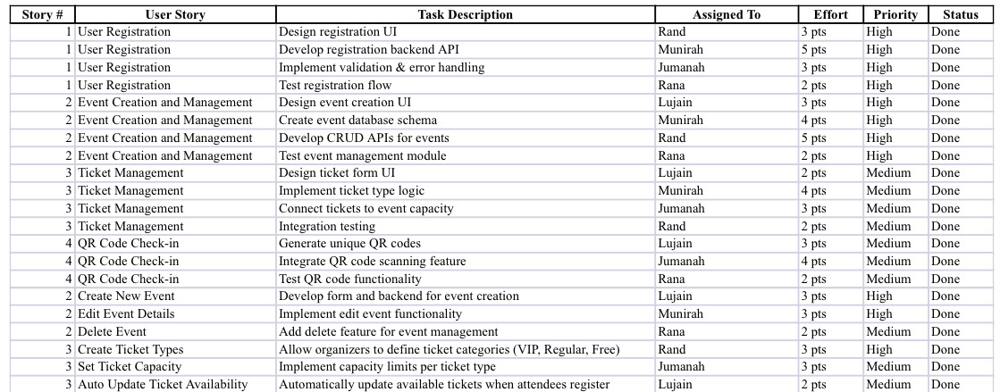 Story # User Story Task Description Assigned To Effort Priority Status
1 User Registration Design registration UI Rand 3 pts High Done
1 User Registration Develop registration backend API Munirah 5 pts High Done
1 User Registration Implement validation & error handling Jumanah 3 pts High Done
1 User Registration Test registration flow Rana 2 pts High Done
2 Event Creation and Management Design event creation UI Lujain 3 pts High Done
2 Event Creation and Management Create event database schema Munirah 4 pts High Done
2 Event Creation and Management Develop CRUD APIs for events Rand 5 pts High Done
2 Event Creation and Management Test event management module Rana 2 pts High Done
3 Ticket Management Design ticket form UI Lujain 2 pts Medium Done
3 Ticket Management Implement ticket type logic Munirah 4 pts Medium Done
3 Ticket Management Connect tickets to event capacity Jumanah 3 pts Medium Done
3 Ticket Management Integration testing Rand 2 pts Medium Done
4 QR Code Check-in Generate unique QR codes Lujain 3 pts Medium Done
4 QR Code Check-in Integrate QR code scanning feature Jumanah 4 pts Medium Done
4 QR Code Check-in Test QR code functionality Rana 2 pts Medium Done
2 Create New Event Develop form and backend for event creation Lujain 3 pts High Done
2 Edit Event Details Implement edit event functionality Munirah 3 pts High Done
2 Delete Event Add delete feature for event management Rana 2 pts Medium Done
3 Create Ticket Types Allow organizers to define ticket categories (VIP, Regular, Free) Rand 3 pts High Done
3 Set Ticket Capacity Implement capacity limits per ticket type Jumanah 3 pts Medium Done
3 Auto Update Ticket Availability Automatically update available tickets when attendees register Lujain 2 pts Medium Done